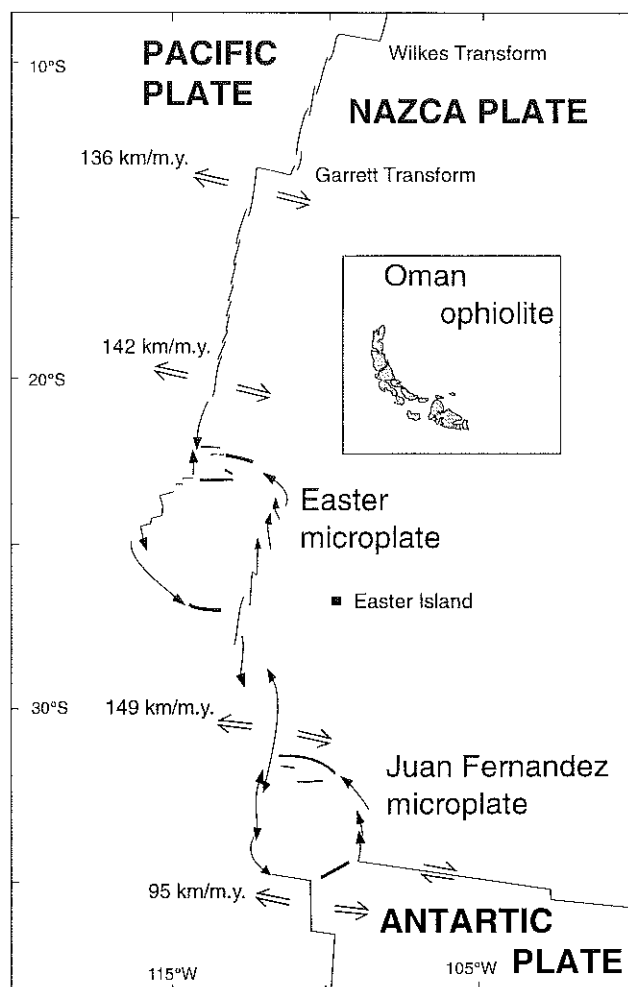 PACIFIC
PLATE
10°S
Wilkes Transform
NAZCA PLATE
136 km/m.y.
Garrett Transform
Oman
ophiolite
142 km/m.y.
20°S
Easter
microplate
Easter Island
30°S
149 km/m.y.
Juan Fernandez
microplate
95 km/m.y.
ANTARTIC
PLATE
115°W
105°W